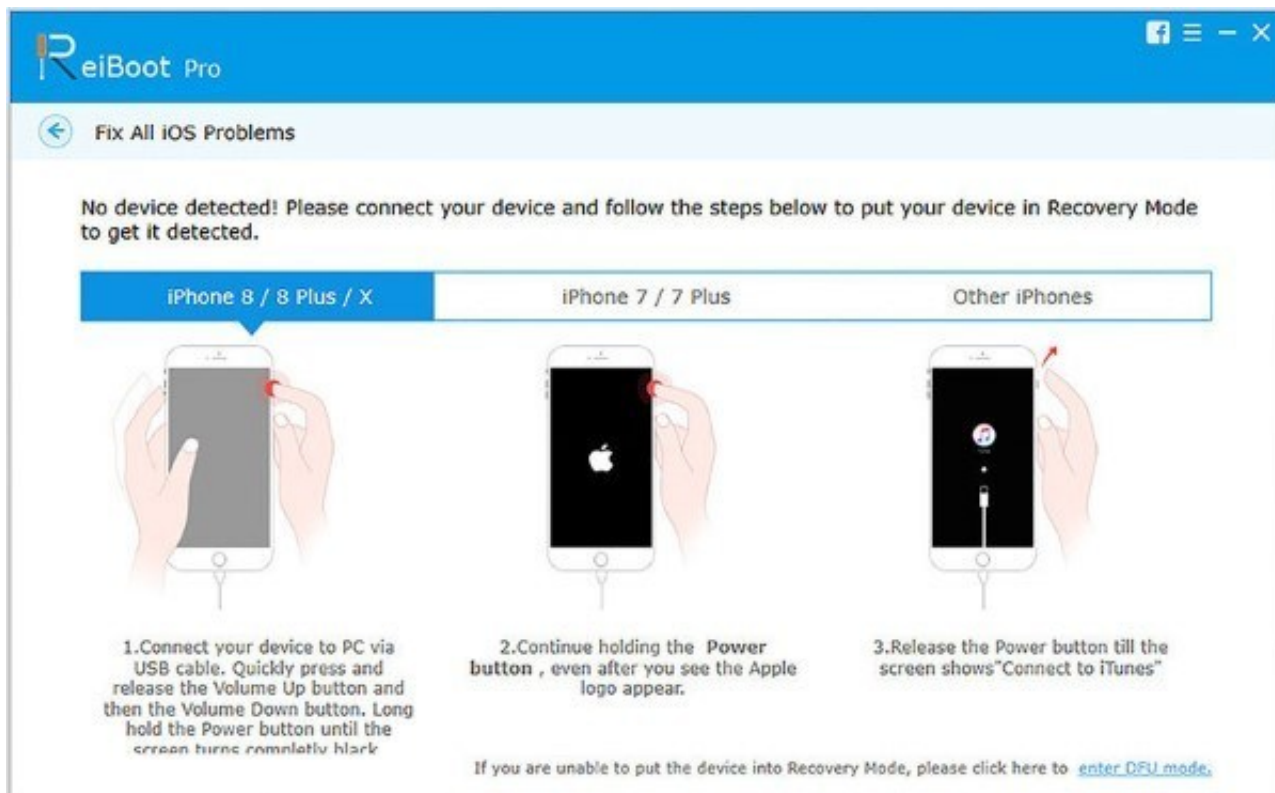 ReiBoot Pro
Fix All iOS Problems
No device detected! Please connect your device and follow the steps below to put your device in Recovery Mode
to get it detected.
iPhone 8 / 8 Plus / X
iPhone 7 / 7 Plus
Other iPhones
1.Connect your device to PC via
USB cable. Quickly press and
release the Volume Up button and
then the Volume Down button. Long
hold the Power button until the
screen turns completly black
2.Continue holding the Power
button , even after you see the Apple
logo appear.
3.Release the Power button till the
screen shows"Connect to iTunes"
If you are unable to put the device into Recovery Mode, please click here to enter DFU mode.